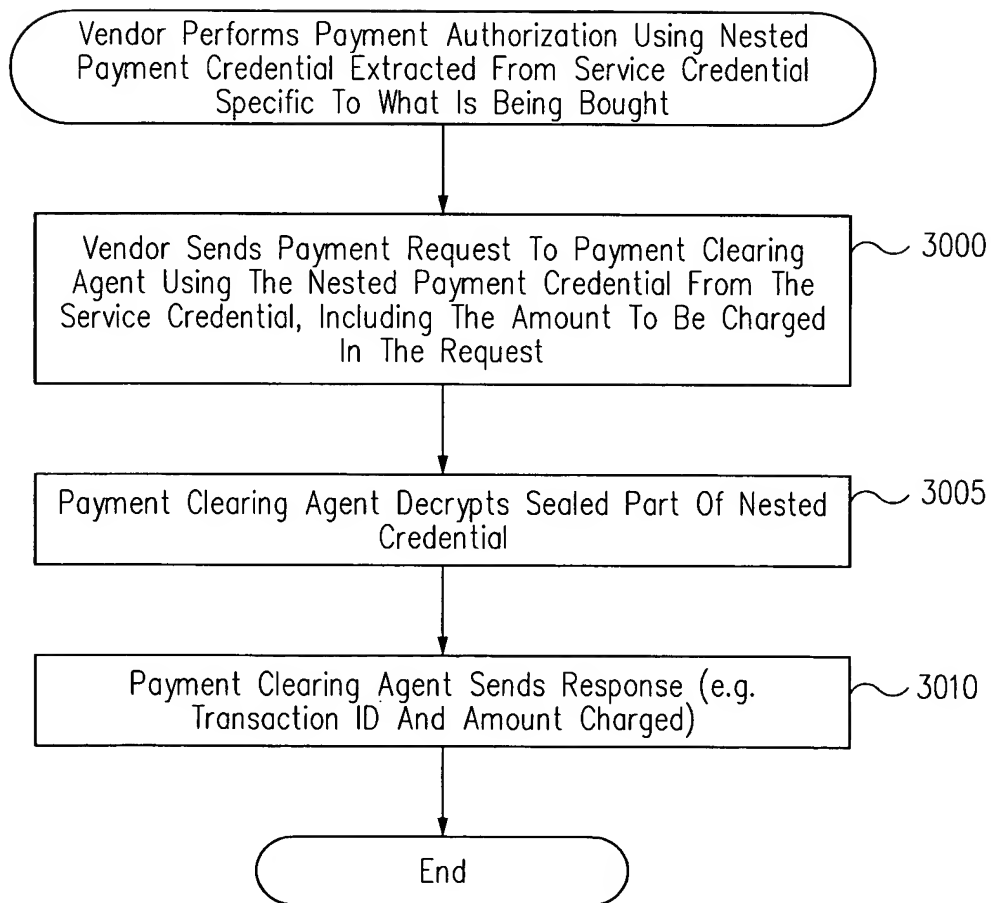 Vendor Performs Payment Authorization Using Nested
Payment Credential Extracted From Service Credential
Specific To What Is Being Bought
Vendor Sends Payment Request To Payment Clearing
Agent Using The Nested Payment Credential From The
Service Credential, Including The Amount To Be Charged
In The Request
3000
Payment Clearing Agent Decrypts Sealed Part Of Nested
Credential
3005
Payment Clearing Agent Sends Response (e.g.
Transaction ID And Amount Charged)
3010
End